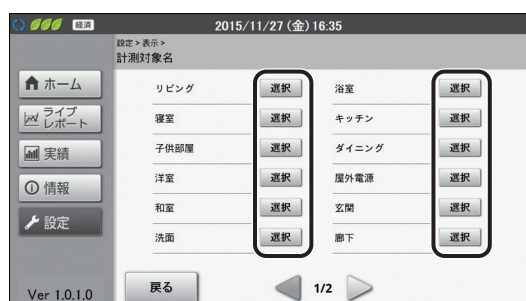 経済 2015/11/27 (金) 16:35
設定 > 表示 >
計測対象名
ホーム
ライブ
レポート
実績
情報
設定
Ver 1.0.1.0
リビング 選択 浴室 選択
寝室 選択 キッチン 選択
子供部屋 選択 ダイニング 選択
洋室 選択 屋外電源 選択
和室 選択 玄関 選択
洗面 選択 廊下 選択
戻る 1/2